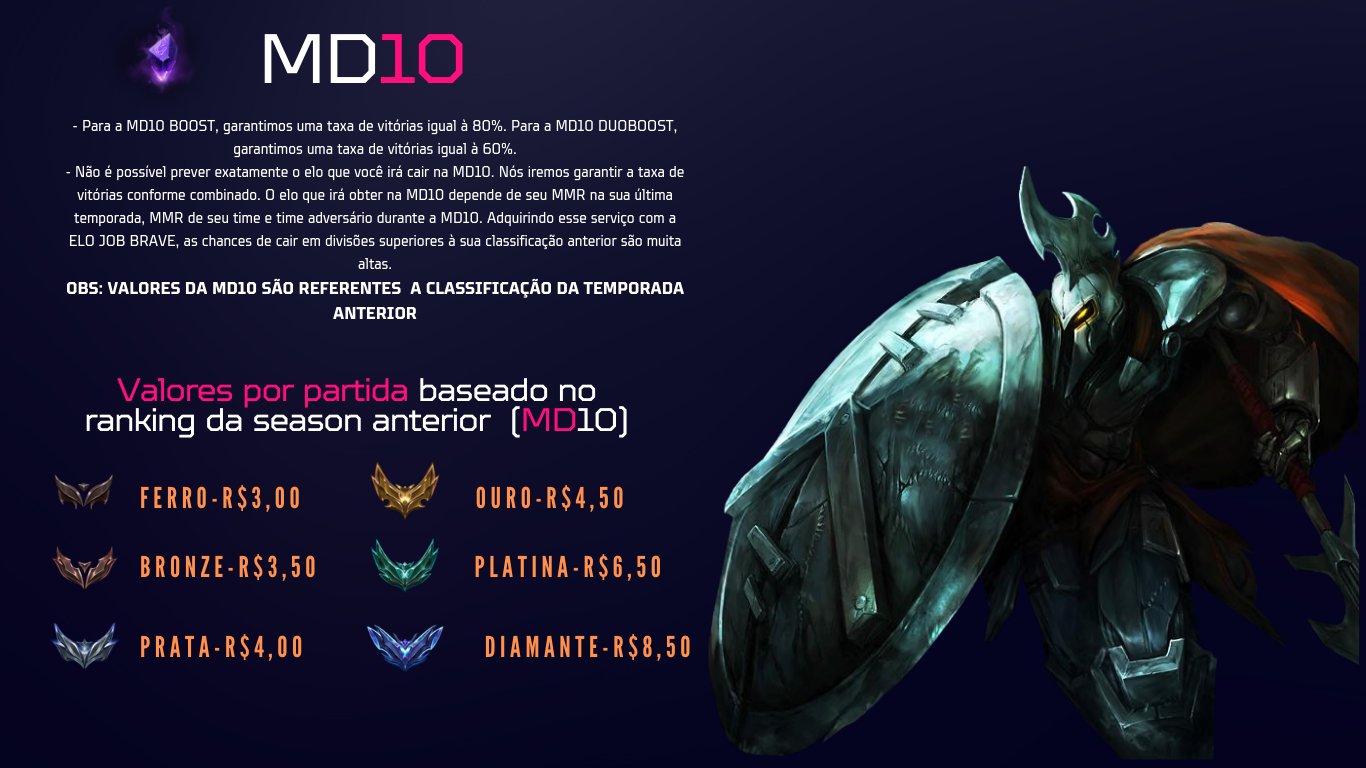 MD10
- Para a MD10 BOOST, garantimos uma taxa de vitórias igual à 80%. Para a MD10 DUOBOOST,
garantimos uma taxa de vitórias igual à 60%.
- Não é possível prever exatamente o elo que você irá cair na MD10. Nós iremos garantir a taxa de
vitórias conforme combinado. O elo que irá obter na MD10 depende de seu MMR na sua última
temporada, MMR de seu time e time adversário durante a MD10. Adquirindo esse serviço com a
ELO JOB BRAVE, as chances de cair em divisões superiores à sua classificação anterior são muita
altas.
OBS: VALORES DA MD10 SÃO REFERENTES  A CLASSIFICAÇÃO DA TEMPORADA
ANTERIOR
Valores por partida baseado no
ranking da season anterior  (MD10)
FERRO-R$3,00
OURO-R$4,50
BRONZE-R$3,50
PLATINA-R$6,50
PRATA-R$4,00
DIAMANTE-R$8,50